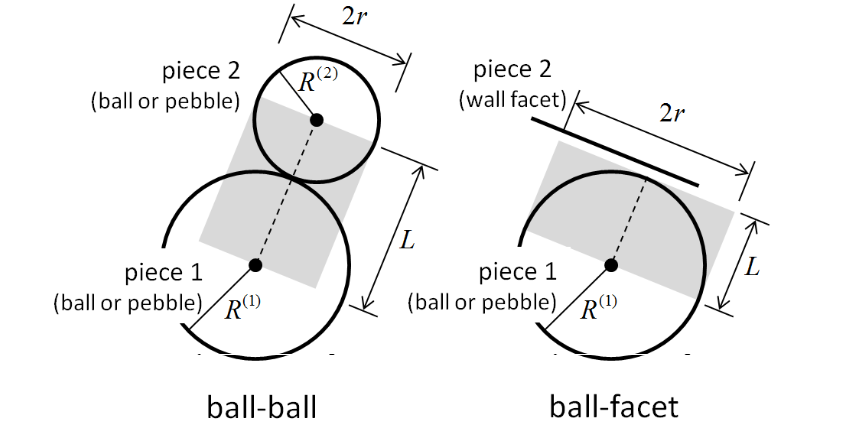 2r
piece 2
(ball or pebble)
R(2)
L
piece 1
(ball or pebble)
R(1)
ball-ball
piece 2
(wall facet)
2r
L
piece 1
(ball or pebble)
R(1)
ball-facet